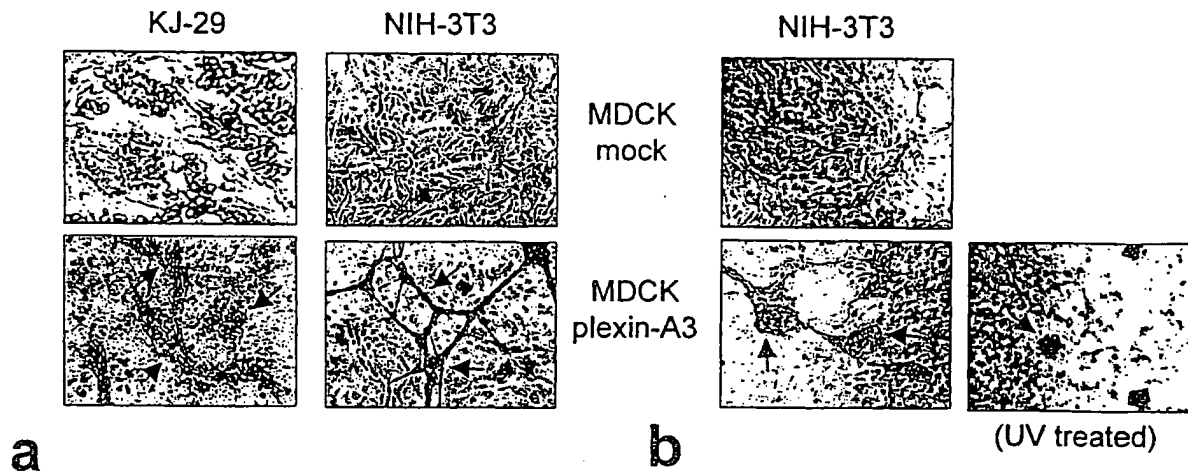 KJ-29
NIH-3T3
MDCK
mock
MDCK
plexin-A3
a
NIH-3T3
(UV treated)
b